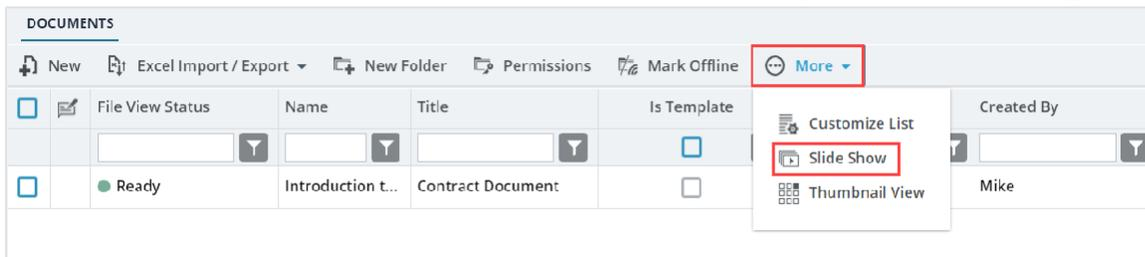 DOCUMENTS
New Excel Import / Export New Folder Permissions Mark Offline More
File View Status Name Title Is Template Created By
Customize List
Slide Show
Thumbnail View
Ready Introduction t... Contract Document Mike